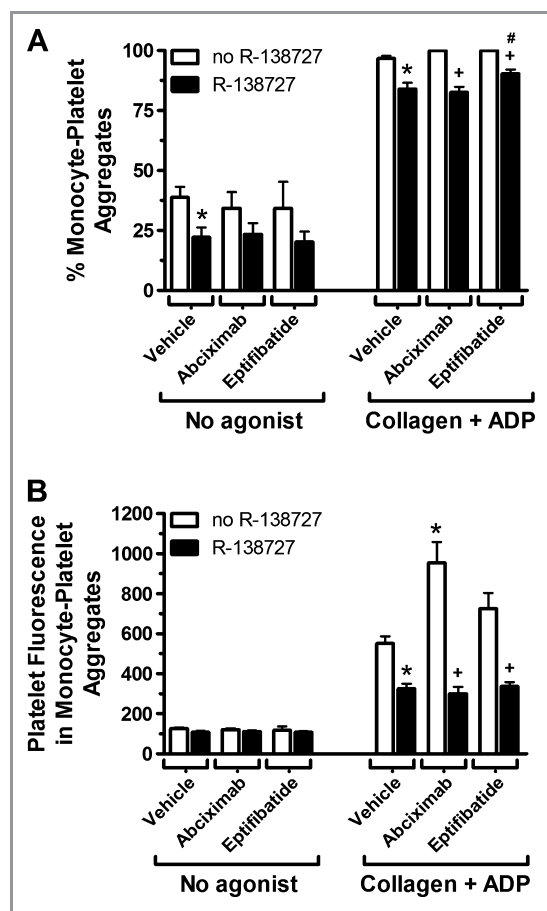 A
% Monocyte-Platelet
Aggregates
100
75
50
25
0
no R-138727
R-138727
*
*
+
#
+
Vehicle
Abciximab
Eptifibatide
Vehicle
Abciximab
Eptifibatide
No agonist
Collagen + ADP
B
Platelet Fluorescence
in Monocyte-Platelet
Aggregates
1200
1000
800
600
400
200
0
no R-138727
R-138727
*
*
+
+
Vehicle
Abciximab
Eptifibatide
Vehicle
Abciximab
Eptifibatide
No agonist
Collagen + ADP